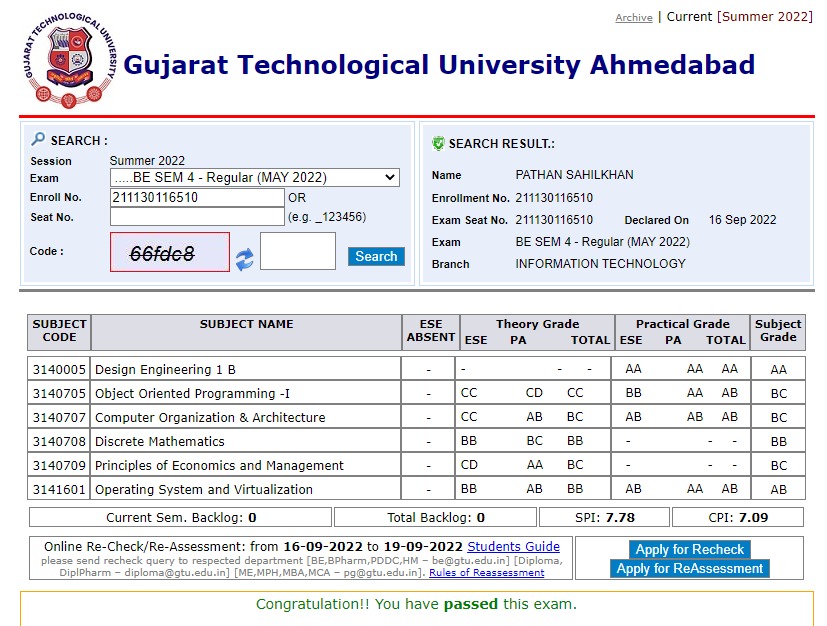 Archive | Current [Summer 2022]
GUJARAT TECHNOLOGICAL UNIVERSITY
Gujarat Technological University Ahmedabad
SEARCH :
Session Summer 2022
Exam .....BE SEM 4 - Regular (MAY 2022)
Enroll No. 211130116510 OR
Seat No. (e.g. _123456)
Code : 66fdc8 Search
SEARCH RESULT.:
Name PATHAN SAHILKHAN
Enrollment No. 211130116510
Exam Seat No. 211130116510 Declared On 16 Sep 2022
Exam BE SEM 4 - Regular (MAY 2022)
Branch INFORMATION TECHNOLOGY
SUBJECT CODE SUBJECT NAME ESE ABSENT Theory Grade ESE PA TOTAL Practical Grade ESE PA TOTAL Subject Grade
3140005 Design Engineering 1 B - - - - AA AA AA AA
3140705 Object Oriented Programming -I - CC CD CC BB AA AB BC
3140707 Computer Organization & Architecture - CC AB BC AB AB AB BC
3140708 Discrete Mathematics - BB BC BB - - - BB
3140709 Principles of Economics and Management - CD AA BC - - - BC
3141601 Operating System and Virtualization - BB AB BB AB AA AB AB
Current Sem. Backlog: 0 Total Backlog: 0 SPI: 7.78 CPI: 7.09
Online Re-Check/Re-Assessment: from 16-09-2022 to 19-09-2022 Students Guide
please send recheck query to respected department [BE,BPharm,PDDC,HM – be@gtu.edu.in] [Diploma,
DiplPharm – diploma@gtu.edu.in] [ME,MPH,MBA,MCA – pg@gtu.edu.in]. Rules of Reassessment
Apply for Recheck
Apply for ReAssessment
Congratulation!! You have passed this exam.